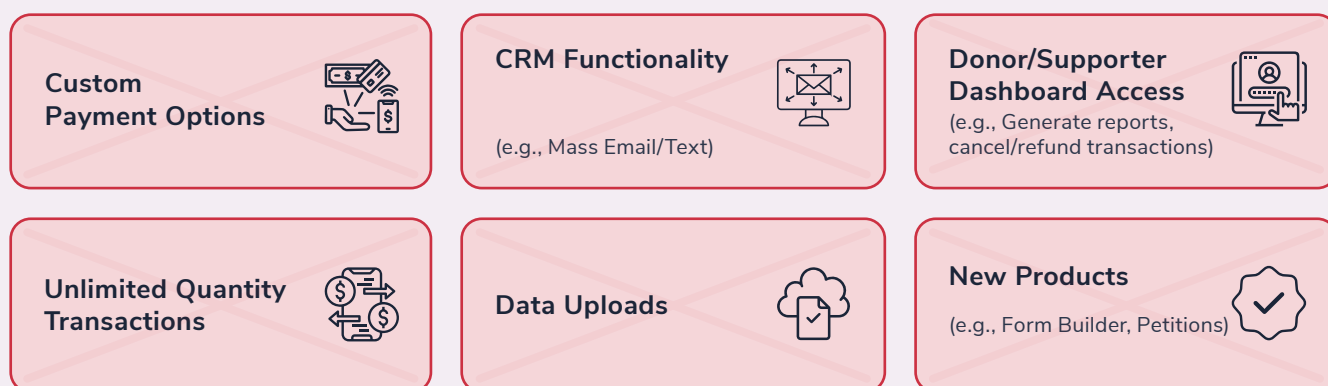 Custom
Payment Options
CRM Functionality
(e.g., Mass Email/Text)
Donor/Supporter
Dashboard Access
(e.g., Generate reports,
cancel/refund transactions)
Unlimited Quantity
Transactions
Data Uploads
New Products
(e.g., Form Builder, Petitions)